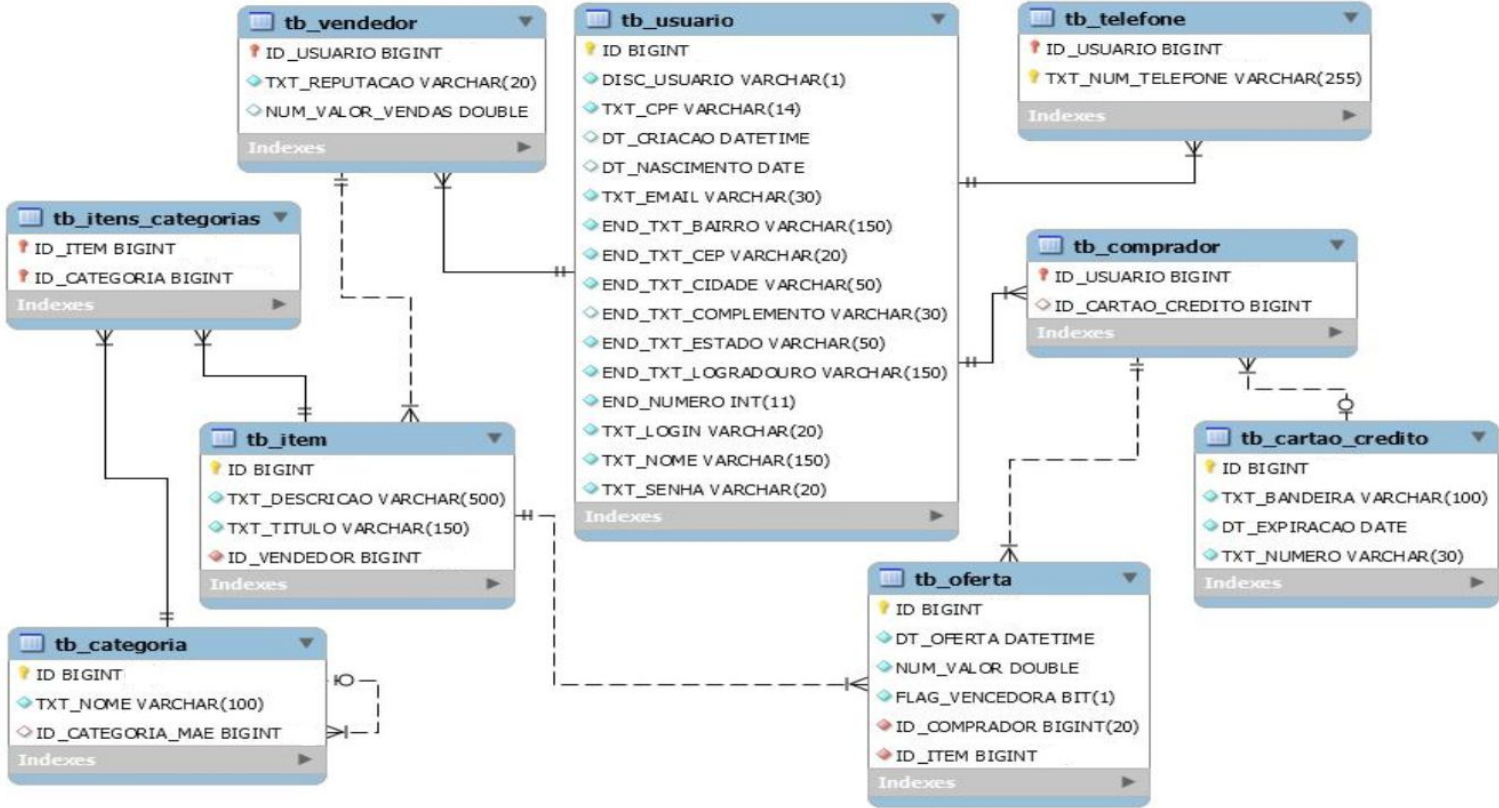 tb_vendedor
ID_USUARIO BIGINT
TXT_REPUTACAO VARCHAR(20)
NUM_VALOR_VENDAS DOUBLE
Indexes
tb_usuario
ID BIGINT
DISC_USUARIO VARCHAR(1)
TXT_CPF VARCHAR(14)
DT_CRIACAO DATETIME
DT_NASCIMENTO DATE
TXT_EMAIL VARCHAR(30)
END_TXT_BAIRRO VARCHAR(150)
END_TXT_CEP VARCHAR(20)
END_TXT_CIDADE VARCHAR(50)
END_TXT_COMPLEMENTO VARCHAR(30)
END_TXT_ESTADO VARCHAR(50)
END_TXT_LOGRADOURO VARCHAR(150)
END_NUMERO INT(11)
TXT_LOGIN VARCHAR(20)
TXT_NOME VARCHAR(150)
TXT_SENHA VARCHAR(20)
Indexes
tb_telefone
ID_USUARIO BIGINT
TXT_NUM_TELEFONE VARCHAR(255)
Indexes
tb_itens_categorias
ID_ITEM BIGINT
ID_CATEGORIA BIGINT
Indexes
tb_comprador
ID_USUARIO BIGINT
ID_CARTAO_CREDITO BIGINT
Indexes
tb_item
ID BIGINT
TXT_DESCRICAO VARCHAR(500)
TXT_TITULO VARCHAR(150)
ID_VENDEDOR BIGINT
Indexes
tb_cartao_credito
ID BIGINT
TXT_BANDEIRA VARCHAR(100)
DT_EXPIRACAO DATE
TXT_NUMERO VARCHAR(30)
Indexes
tb_categoria
ID BIGINT
TXT_NOME VARCHAR(100)
ID_CATEGORIA_MAE BIGINT
Indexes
tb_oferta
ID BIGINT
DT_OFERTA DATETIME
NUM_VALOR DOUBLE
FLAG_VENCEDORA BIT(1)
ID_COMPRADOR BIGINT(20)
ID_ITEM BIGINT
Indexes